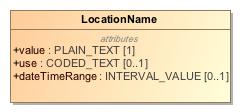 LocationName
attributes
+value : PLAIN_TEXT [1]
+use : CODED_TEXT [0..1]
+dateTimeRange : INTERVAL_VALUE [0..1]